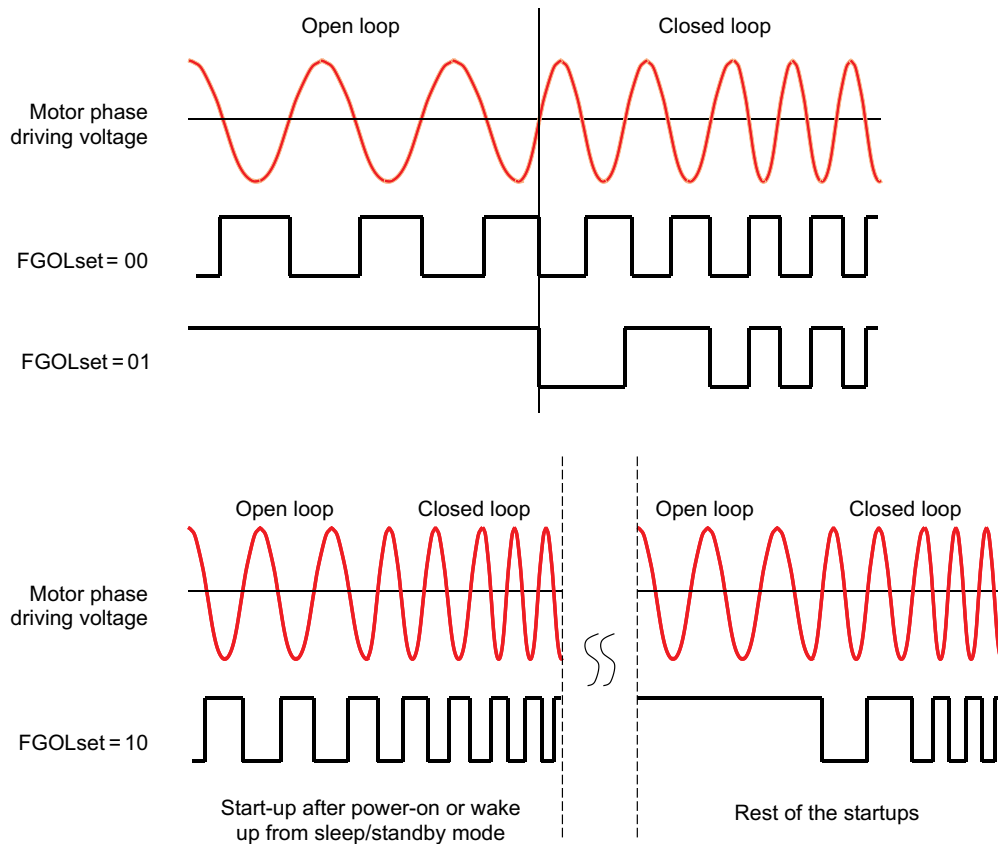 Open loop
Closed loop
Motor phase
driving voltage
FGOLset = 00
FGOLset = 01
Open loop
Closed loop
Open loop
Closed loop
Motor phase
driving voltage
FGOLset = 10
Start-up after power-on or wake
up from sleep/standby mode
Rest of the startups